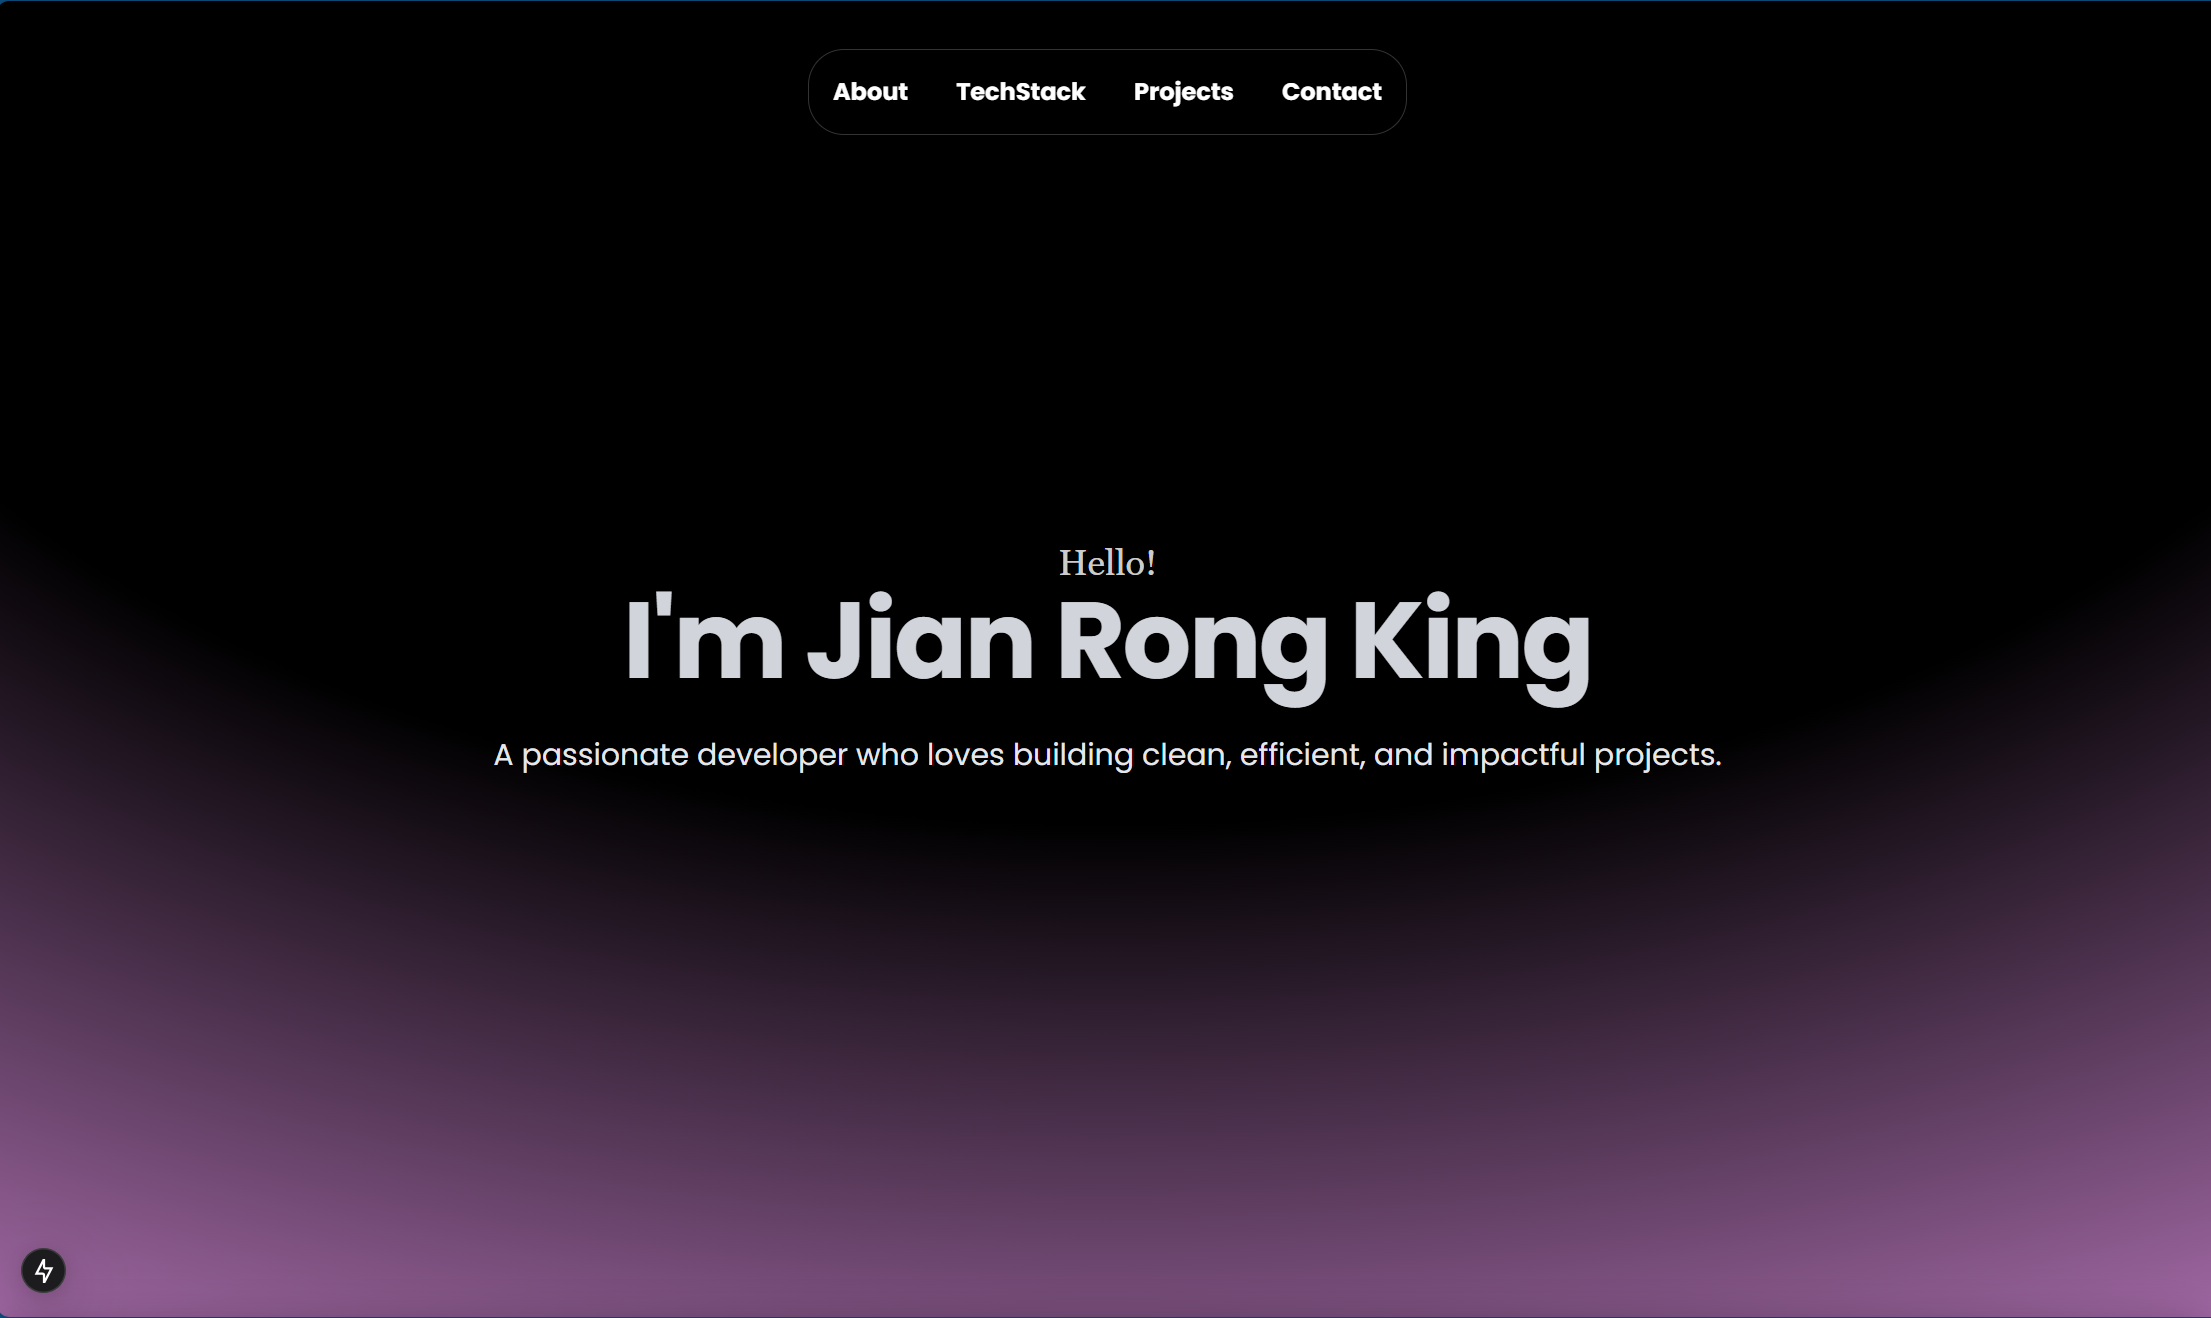 About TechStack Projects Contact
Hello!
I'm Jian Rong King
A passionate developer who loves building clean, efficient, and impactful projects.